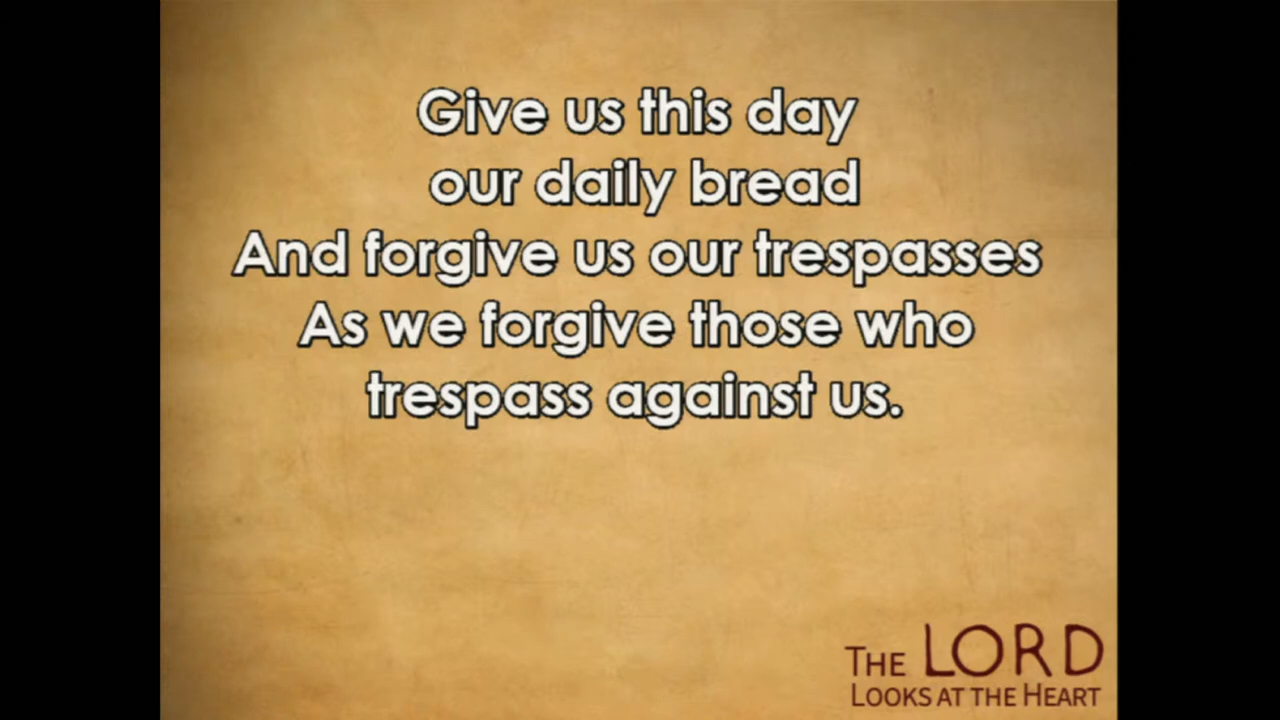 Give us this day
our daily bread
And forgive us our trespasses
As we forgive those who
trespass against us.
THE LORD
LOOKS AT THE HEART